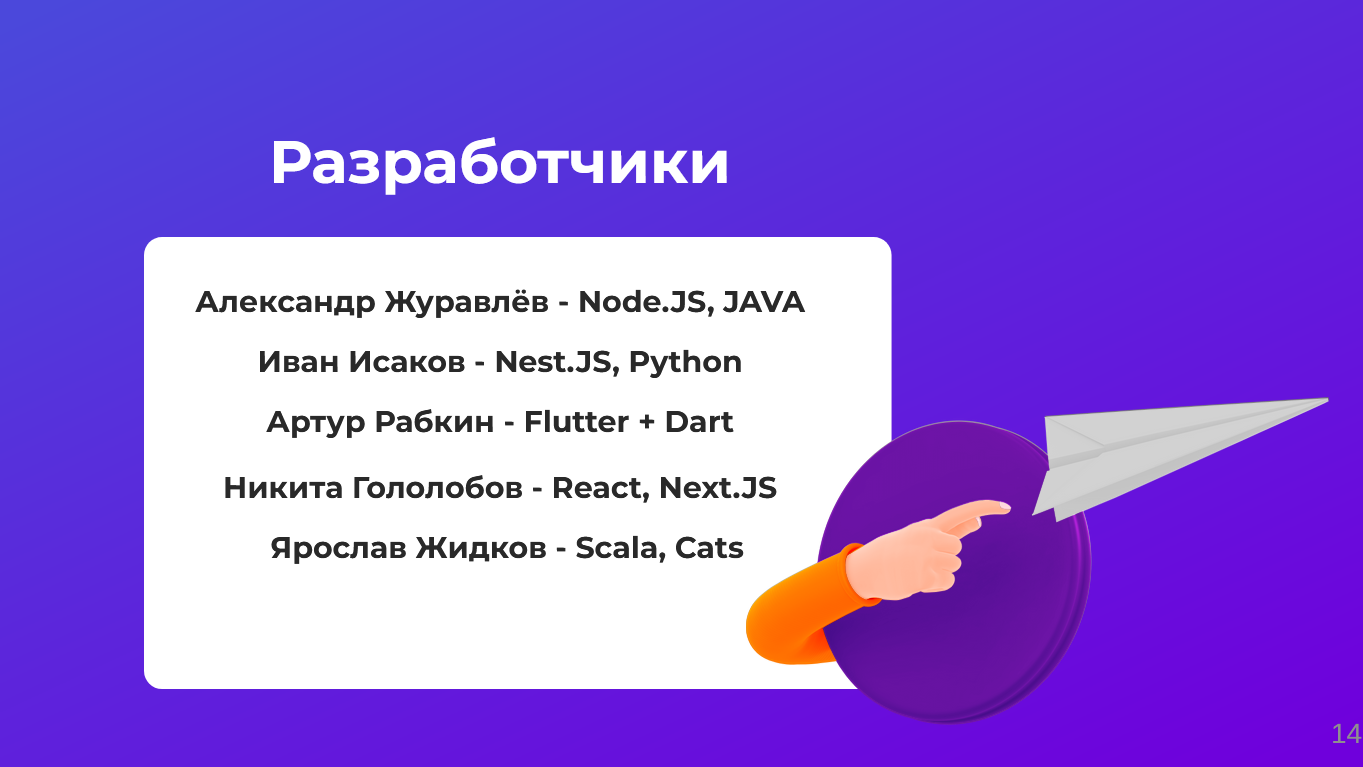 Разработчики
Александр Журавлёв - Node.JS, JAVA
Иван Исаков - Nest.JS, Python
Артур Рабкин - Flutter + Dart
Никита Гололобов - React, Next.JS
Ярослав Жидков - Scala, Cats
14